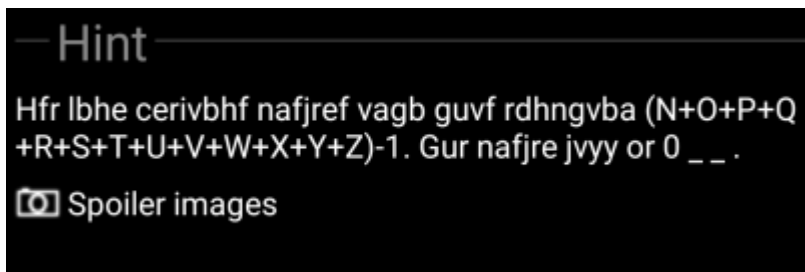 Hint
Hfr lbhe cerivbhf nafjref vagb guvf rdhngvba (N+O+P+Q
+R+S+T+U+V+W+X+Y+Z)-1. Gur nafjre jvyy or 0 _ _ .
Spoiler images